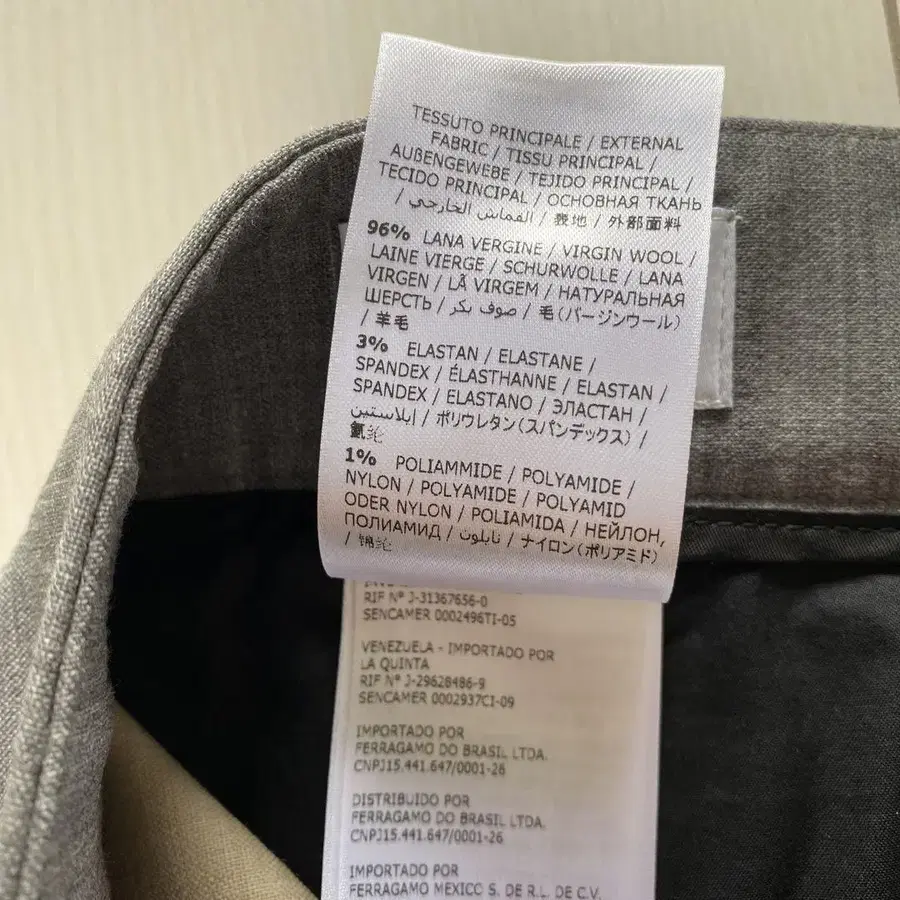 TESSUTO PRINCIPALE / EXTERNAL
FABRIC / TISSU PRINCIPAL /
AUßENGEWEBE / TEJIDO PRINCIPAL /
TECIDO PRINCIPAL / ОСНОВНАЯ ТКАНЬ
/ القماش الخارجي / 表地 / 外部面料
96% LANA VERGINE / VIRGIN WOOL /
LAINE VIERGE / SCHURWOLLE / LANA
VIRGEN / LÃ VIRGEM / НАТУРАЛЬНАЯ
ШЕРСТЬ / صوف بكر / 毛(バージンウール)
/ 羊毛
3% ELASTAN / ELASTANE /
SPANDEX / ÉLASTHANNE / ELASTAN /
SPANDEX / ELASTANO / ЭЛАСТАН /
إيلاستين / ポリウレタン(スパンデックス) /
氨纶
1% POLIAMMIDE / POLYAMIDE /
NYLON / POLYAMIDE / POLYAMID
ODER NYLON / POLIAMIDA / НЕЙЛОН,
ПОЛИАМИД / نايلون / ナイロン(ポリアミド)
/ 锦纶
RIF Nº J-31367656-0
SENCAMER 0002496TI-05
VENEZUELA - IMPORTADO POR
LA QUINTA
RIF Nº J-29628486-9
SENCAMER 0002937CI-09
IMPORTADO POR
FERRAGAMO DO BRASIL LTDA.
CNPJ15.441.647/0001-26
DISTRIBUIDO POR
FERRAGAMO DO BRASIL LTDA.
CNPJ15.441.647/0001-26
IMPORTADO POR
FERRAGAMO MEXICO S. DE R.L. DE C.V.